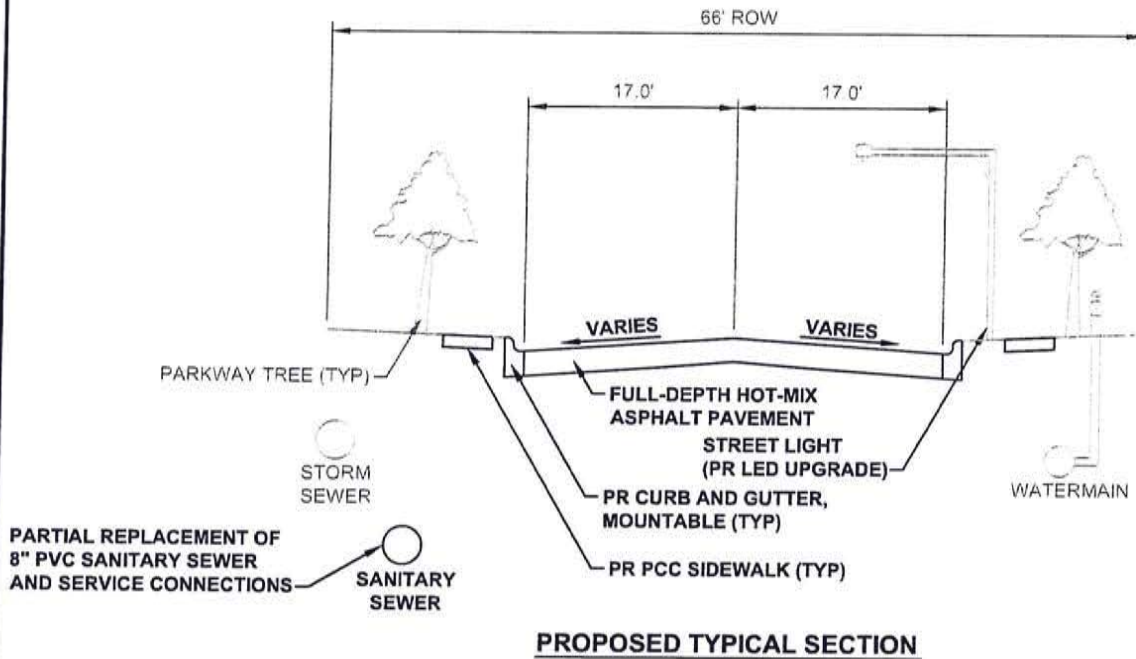 66' ROW
17.0'
17 0'
VARIES
VARIES
PARKWAY TREE (TYP)
FULL-DEPTH HOT-MIX
ASPHALT PAVEMENT
STREET LIGHT
(PR LED UPGRADE)
STORM
SEWER
WATERMAIN
PR CURB AND GUTTER,
MOUNTABLE (TYP)
PARTIAL REPLACEMENT OF
8" PVC SANITARY SEWER
AND SERVICE CONNECTIONS
SANITARY
SEWER
PR PCC SIDEWALK (TYP)
PROPOSED TYPICAL SECTION